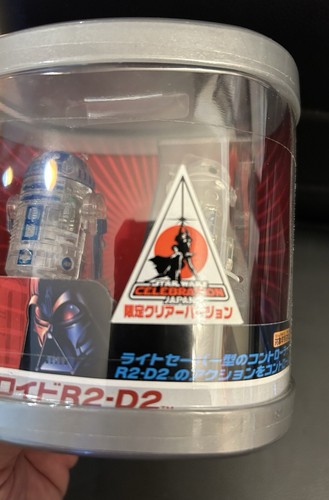 STAR WARS
CELEBRATION
JAPAN
限定クリアーバージョン
ライトセーバー型のコントローラ
R2-D2のアクションをコント
ロイドR2-D2